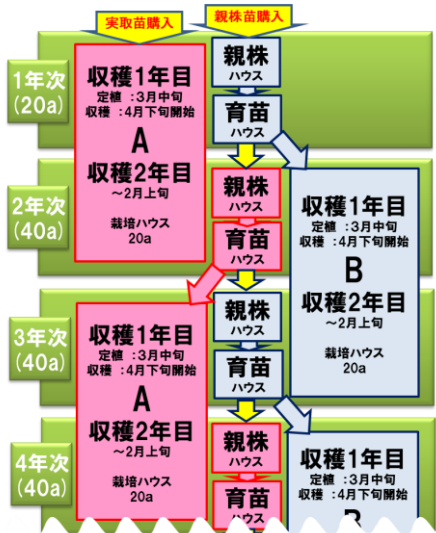 実取苗購入
親株苗購入
1年次
(20a)
収穫1年目
定植 :3月中旬
収穫 :4月下旬開始
A
収穫2年目
~2月上旬
栽培ハウス
20a
親株
ハウス
育苗
ハウス
2年次
(40a)
親株
ハウス
育苗
ハウス
収穫1年目
定植 :3月中旬
収穫 :4月下旬開始
B
収穫2年目
~2月上旬
栽培ハウス
20a
3年次
(40a)
収穫1年目
定植 :3月中旬
収穫 :4月下旬開始
A
収穫2年目
~2月上旬
栽培ハウス
20a
親株
ハウス
育苗
ハウス
4年次
(40a)
親株
ハウス
育苗
ハウス
収穫1年目
定植 :3月中旬
収穫 :4月下旬開始